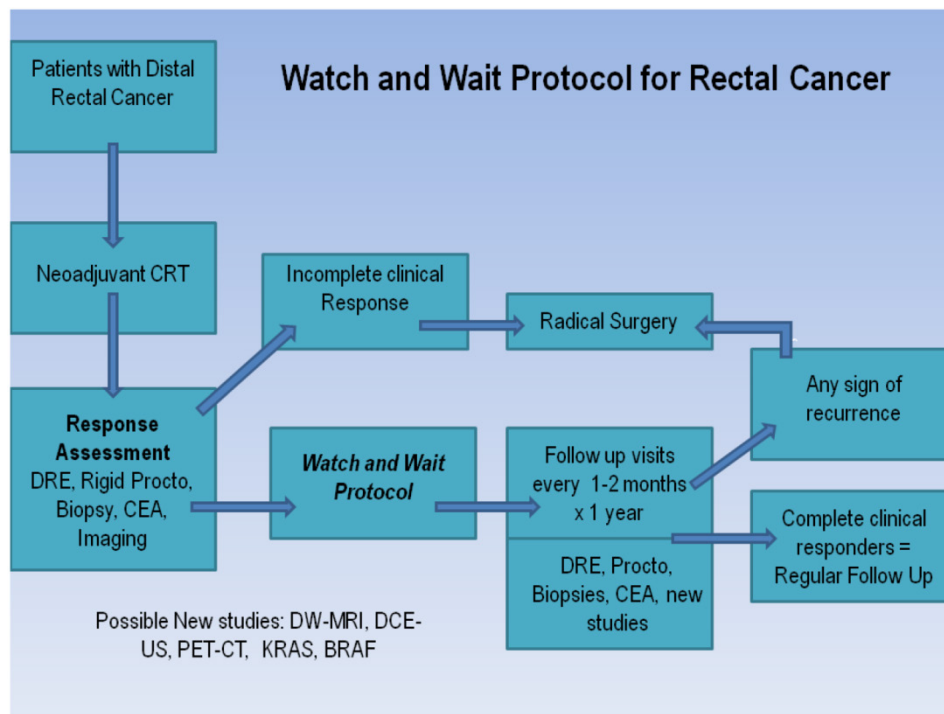 Patients with Distal
Rectal Cancer
Watch and Wait Protocol for Rectal Cancer
Neoadjuvant CRT
Incomplete clinical
Response
Radical Surgery
Any sign of
recurrence
Response
Assessment
DRE, Rigid Procto,
Biopsy, CEA,
Imaging
Watch and Wait
Protocol
Follow up visits
every 1-2 months
x 1 year
DRE, Procto,
Biopsies, CEA, new
studies
Complete clinical
responders =
Regular Follow Up
Possible New studies: DW-MRI, DCE-
US, PET-CT, KRAS, BRAF